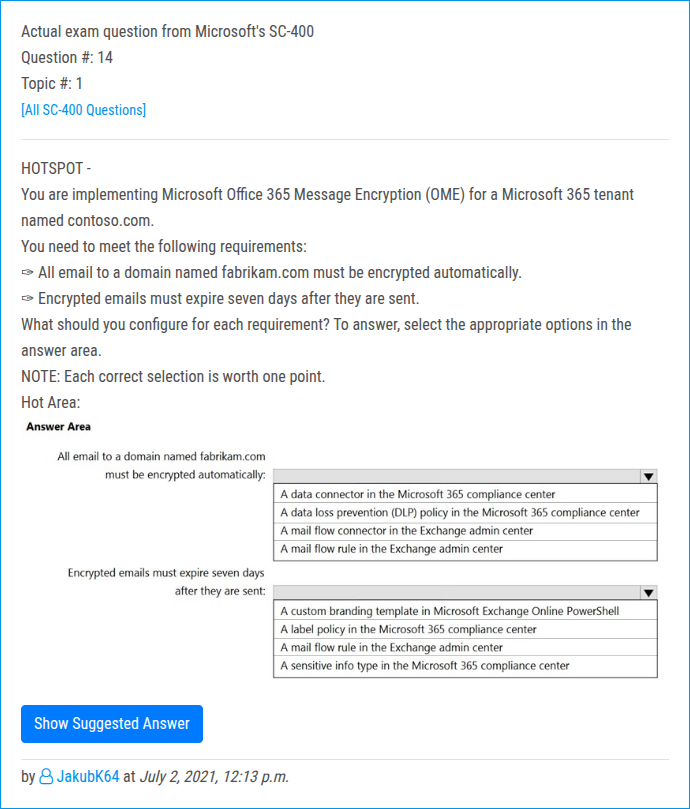 Actual exam question from Microsoft's SC-400
Question #: 14
Topic #: 1
[All SC-400 Questions]
HOTSPOT -
You are implementing Microsoft Office 365 Message Encryption (OME) for a Microsoft 365 tenant
named contoso.com.
You need to meet the following requirements:
✑ All email to a domain named fabrikam.com must be encrypted automatically.
✑ Encrypted emails must expire seven days after they are sent.
What should you configure for each requirement? To answer, select the appropriate options in the
answer area.
NOTE: Each correct selection is worth one point.
Hot Area:
Answer Area
All email to a domain named fabrikam.com
must be encrypted automatically:
A data connector in the Microsoft 365 compliance center
A data loss prevention (DLP) policy in the Microsoft 365 compliance center
A mail flow connector in the Exchange admin center
A mail flow rule in the Exchange admin center
Encrypted emails must expire seven days
after they are sent:
A custom branding template in Microsoft Exchange Online PowerShell
A label policy in the Microsoft 365 compliance center
A mail flow rule in the Exchange admin center
A sensitive info type in the Microsoft 365 compliance center
Show Suggested Answer
by JakubK64 at July 2, 2021, 12:13 p.m.